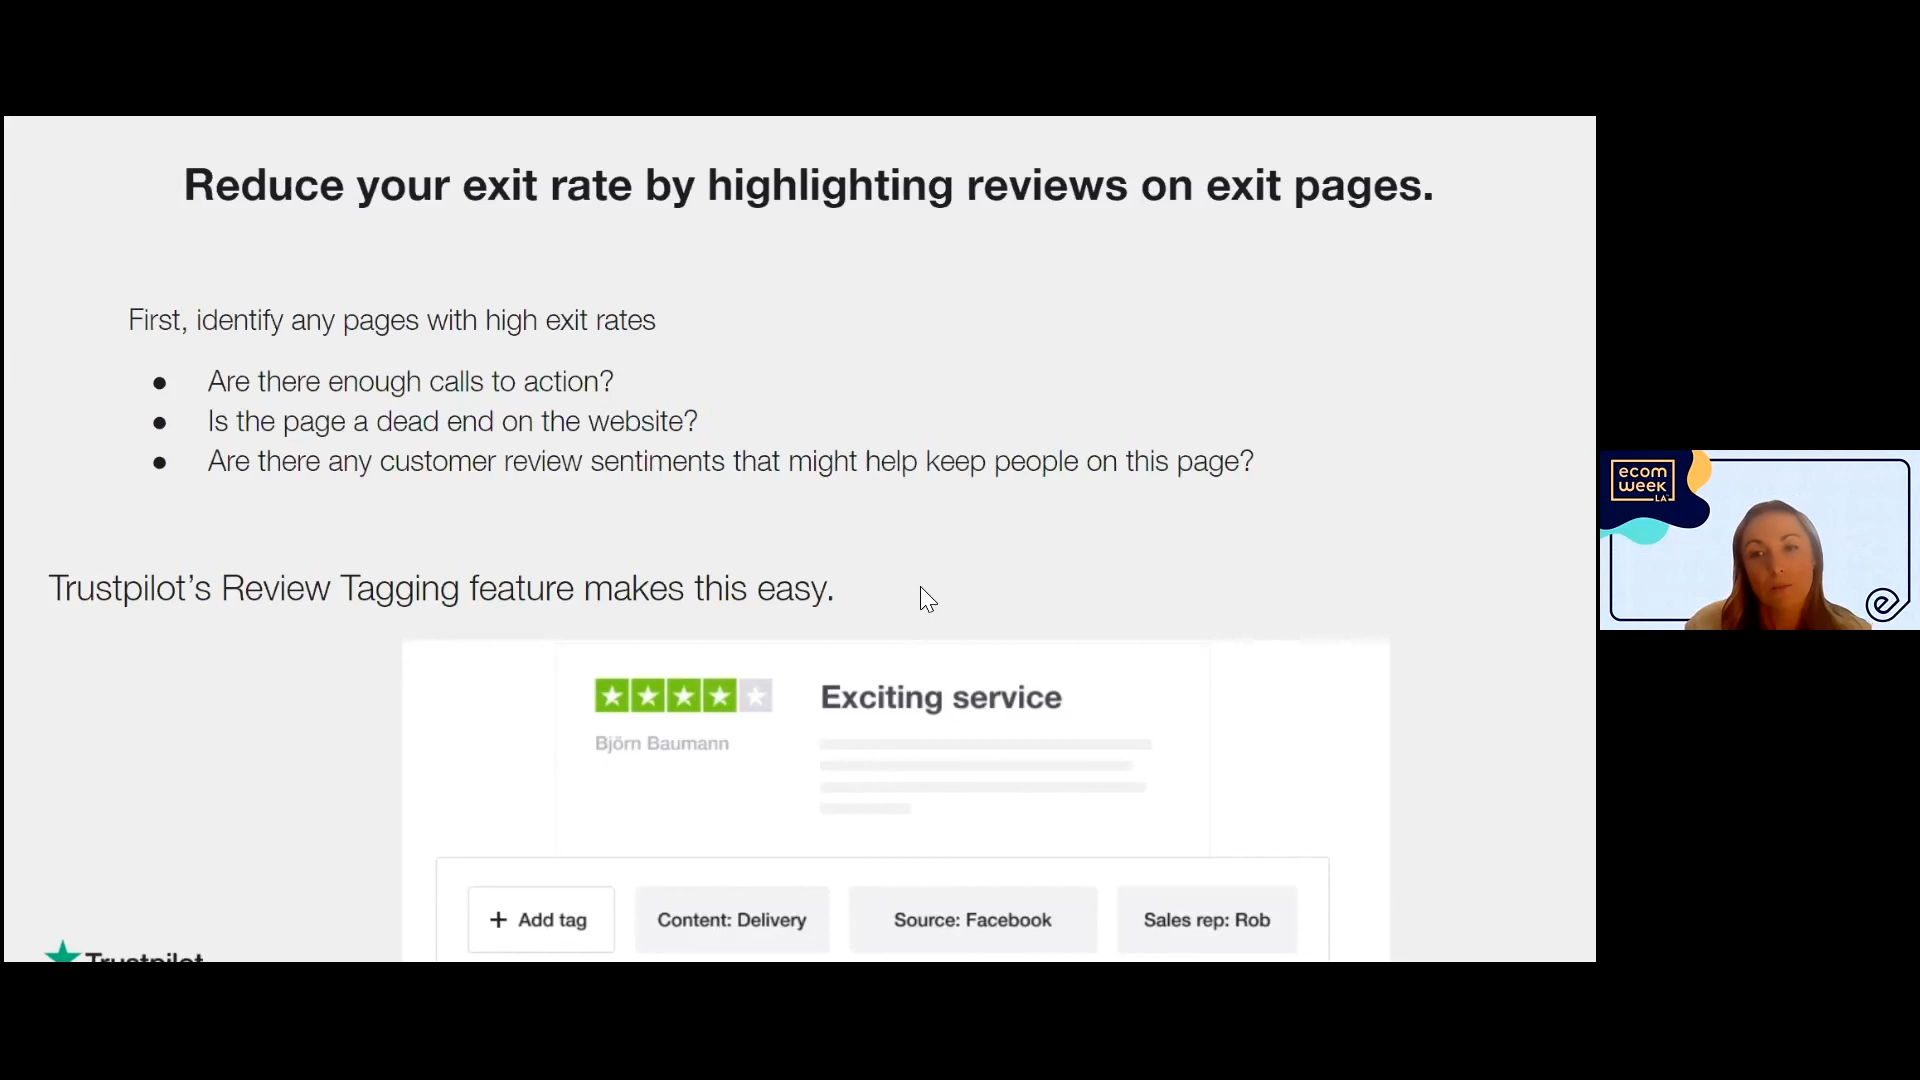 Reduce your exit rate by highlighting reviews on exit pages.
First, identify any pages with high exit rates
● Are there enough calls to action?
● Is the page a dead end on the website?
● Are there any customer review sentiments that might help keep people on this page?
Trustpilot’s Review Tagging feature makes this easy.
Exciting service
Björn Baumann
+ Add tag
Content: Delivery
Source: Facebook
Sales rep: Rob
Trustpilot
ecom
week
LA